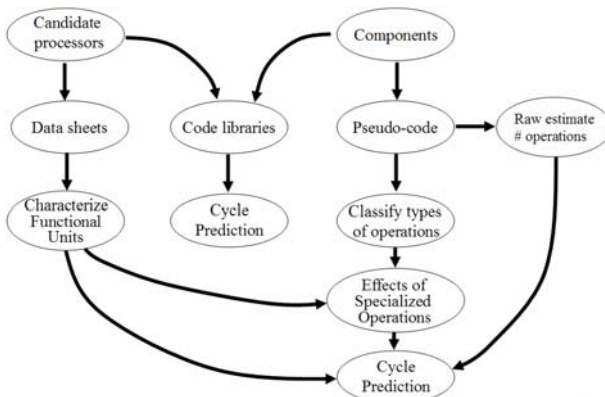 Candidate
processors
Components
Data sheets
Code libraries
Pseudo-code
Raw estimate
# operations
Characterize
Functional
Units
Cycle
Prediction
Classify types
of operations
Effects of
Specialized
Operations
Cycle
Prediction